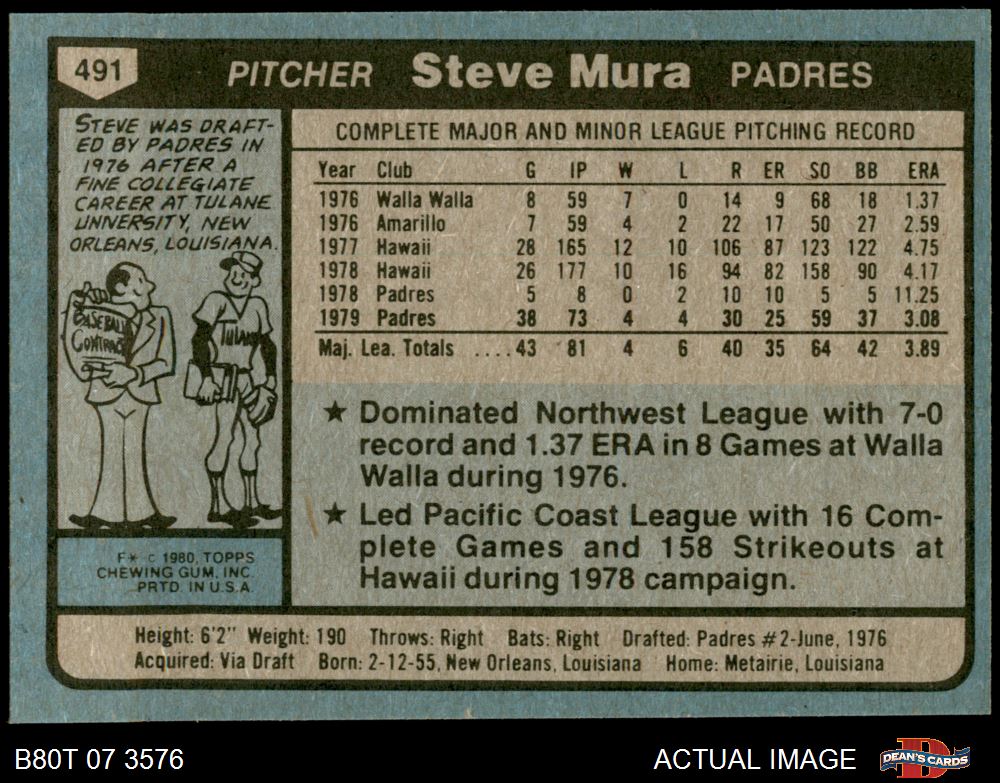 491 PITCHER Steve Mura PADRES
STEVE WAS DRAFT-
ED BY PADRES IN
1976 AFTER A
FINE COLLEGIATE
CAREER AT TULANE
UNVERSITY, NEW
ORLEANS, LOUISIANA.
BASEBALL
CONTRACT
TULANE
F* © 1980, TOPPS
CHEWING GUM, INC.
PRTD. IN U.S.A.
COMPLETE MAJOR AND MINOR LEAGUE PITCHING RECORD
Year Club G IP W L R ER SO BB ERA
1976 Walla Walla 8 59 7 0 14 9 68 18 1.37
1976 Amarillo 7 59 4 2 22 17 50 27 2.59
1977 Hawaii 28 165 12 10 106 87 123 122 4.75
1978 Hawaii 26 177 10 16 94 82 158 90 4.17
1978 Padres 5 8 0 2 10 10 5 5 11.25
1979 Padres 38 73 4 4 30 25 59 37 3.08
Maj. Lea. Totals ....43 81 4 6 40 35 64 42 3.89
★ Dominated Northwest League with 7-0
record and 1.37 ERA in 8 Games at Walla
Walla during 1976.
★ Led Pacific Coast League with 16 Com-
plete Games and 158 Strikeouts at
Hawaii during 1978 campaign.
Height: 6'2" Weight: 190 Throws: Right Bats: Right Drafted: Padres #2-June, 1976
Acquired: Via Draft Born: 2-12-55, New Orleans, Louisiana Home: Metairie, Louisiana
B80T 07 3576 ACTUAL IMAGE DEAN'S CARDS